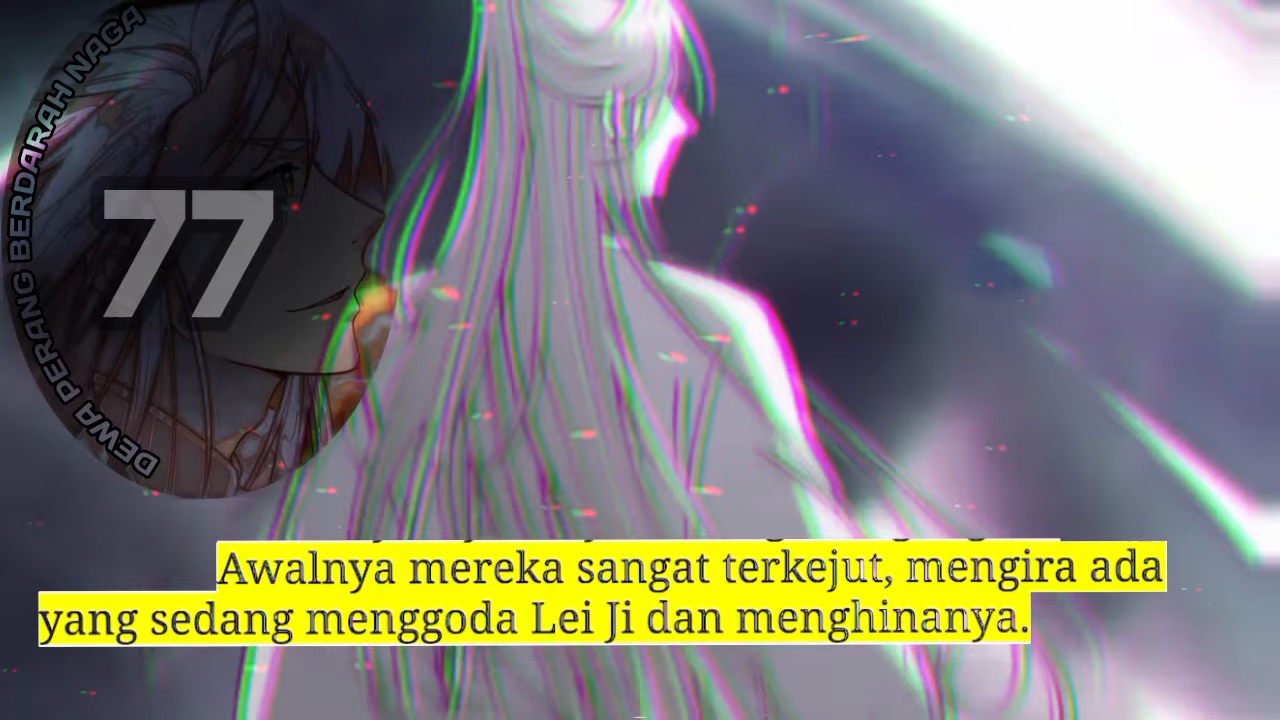 DEWA PERANG BERDARAH NAGA
77
Awalnya mereka sangat terkejut, mengira ada
yang sedang menggoda Lei Ji dan menghinanya.